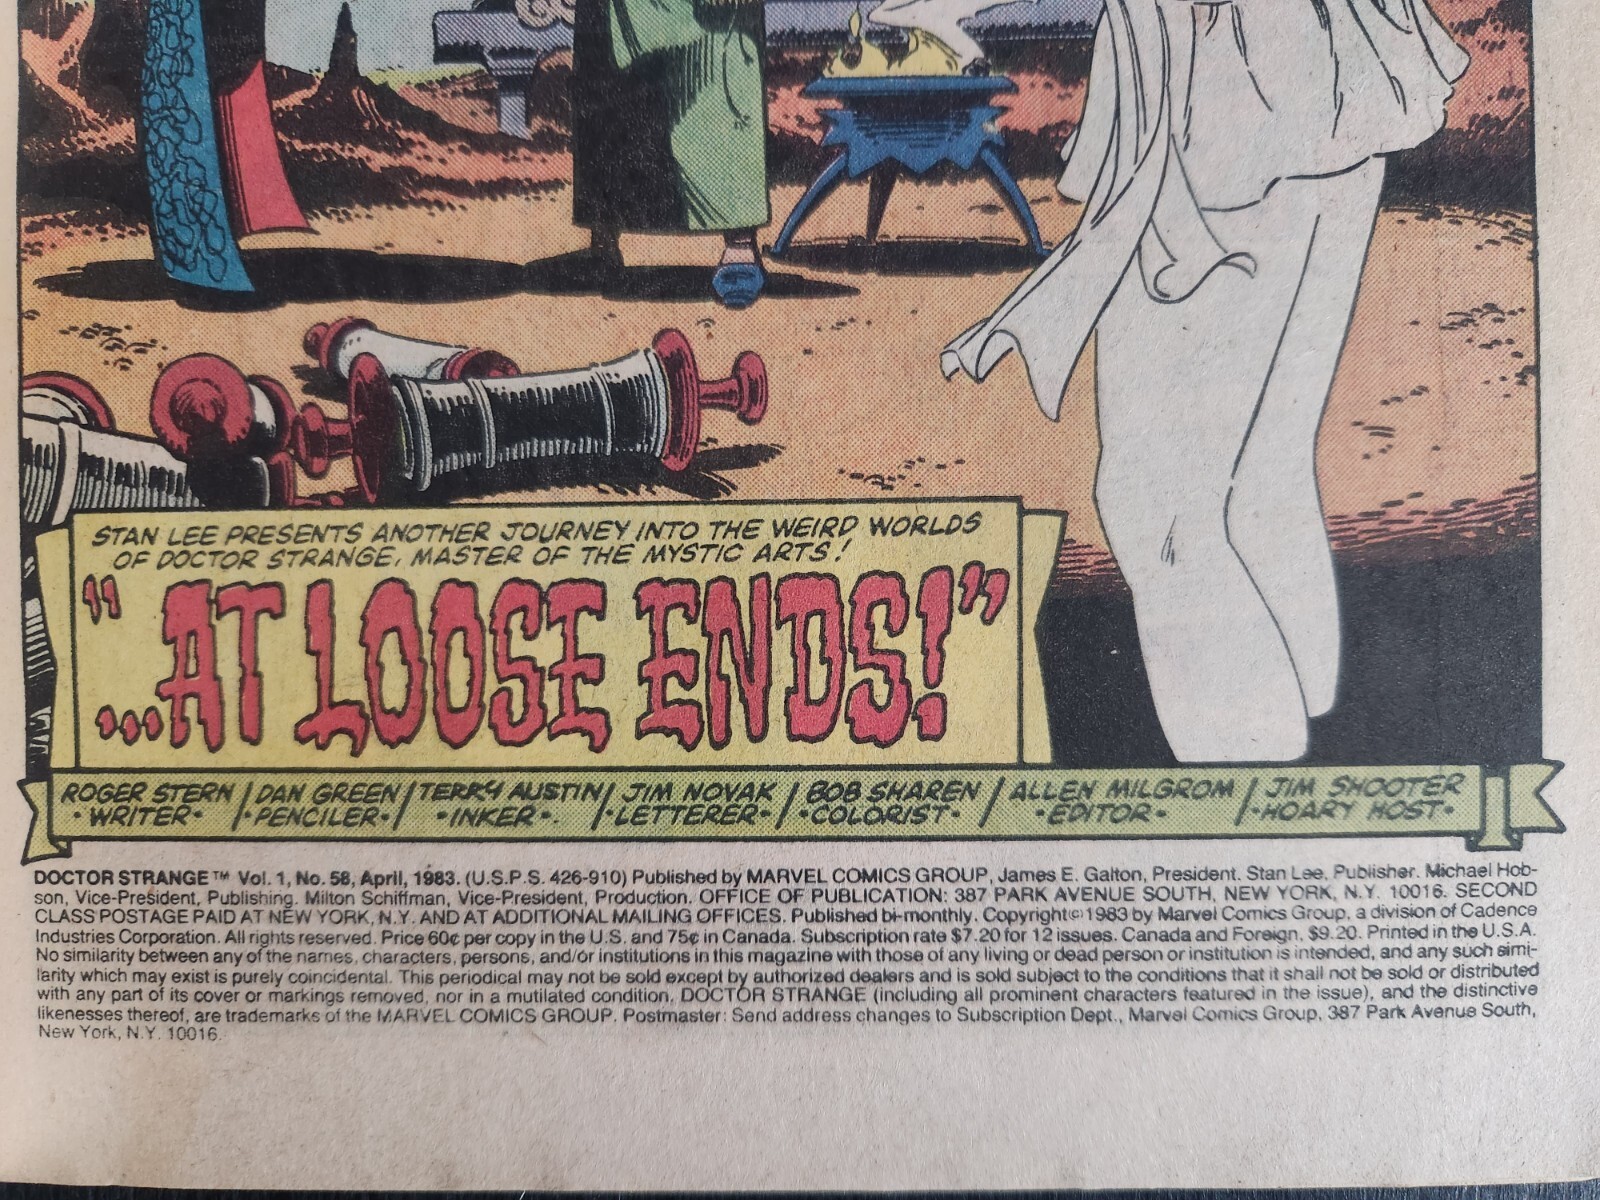 STAN LEE PRESENTS ANOTHER JOURNEY INTO THE WEIRD WORLDS
OF DOCTOR STRANGE, MASTER OF THE MYSTIC ARTS!
"...AT LOOSE ENDS!"
ROGER STERN / DAN GREEN / TERRY AUSTIN / JIM NOVAK / BOB SHAREN / ALLEN MILGROM / JIM SHOOTER
•WRITER• •PENCILER• •INKER• •LETTERER• •COLORIST• •EDITOR• •HOARY HOST•
DOCTOR STRANGE™ Vol. 1, No. 58, April, 1983. (U.S.P.S. 426-910) Published by MARVEL COMICS GROUP, James E. Galton, President. Stan Lee, Publisher. Michael Hob-
son, Vice-President, Publishing. Milton Schiffman, Vice-President, Production. OFFICE OF PUBLICATION: 387 PARK AVENUE SOUTH, NEW YORK, N.Y. 10016. SECOND
CLASS POSTAGE PAID AT NEW YORK, N.Y. AND AT ADDITIONAL MAILING OFFICES. Published bi-monthly. Copyright © 1983 by Marvel Comics Group, a division of Cadence
Industries Corporation. All rights reserved. Price 60¢ per copy in the U.S. and 75¢ in Canada. Subscription rate $7.20 for 12 issues. Canada and Foreign, $9.20. Printed in the U.S.A.
No similarity between any of the names, characters, persons, and/or institutions in this magazine with those of any living or dead person or institution is intended, and any such simi-
larity which may exist is purely coincidental. This periodical may not be sold except by authorized dealers and is sold subject to the conditions that it shall not be sold or distributed
with any part of its cover or markings removed, nor in a mutilated condition. DOCTOR STRANGE (including all prominent characters featured in the issue), and the distinctive
likenesses thereof, are trademarks of the MARVEL COMICS GROUP. Postmaster: Send address changes to Subscription Dept., Marvel Comics Group, 387 Park Avenue South,
New York, N.Y. 10016.